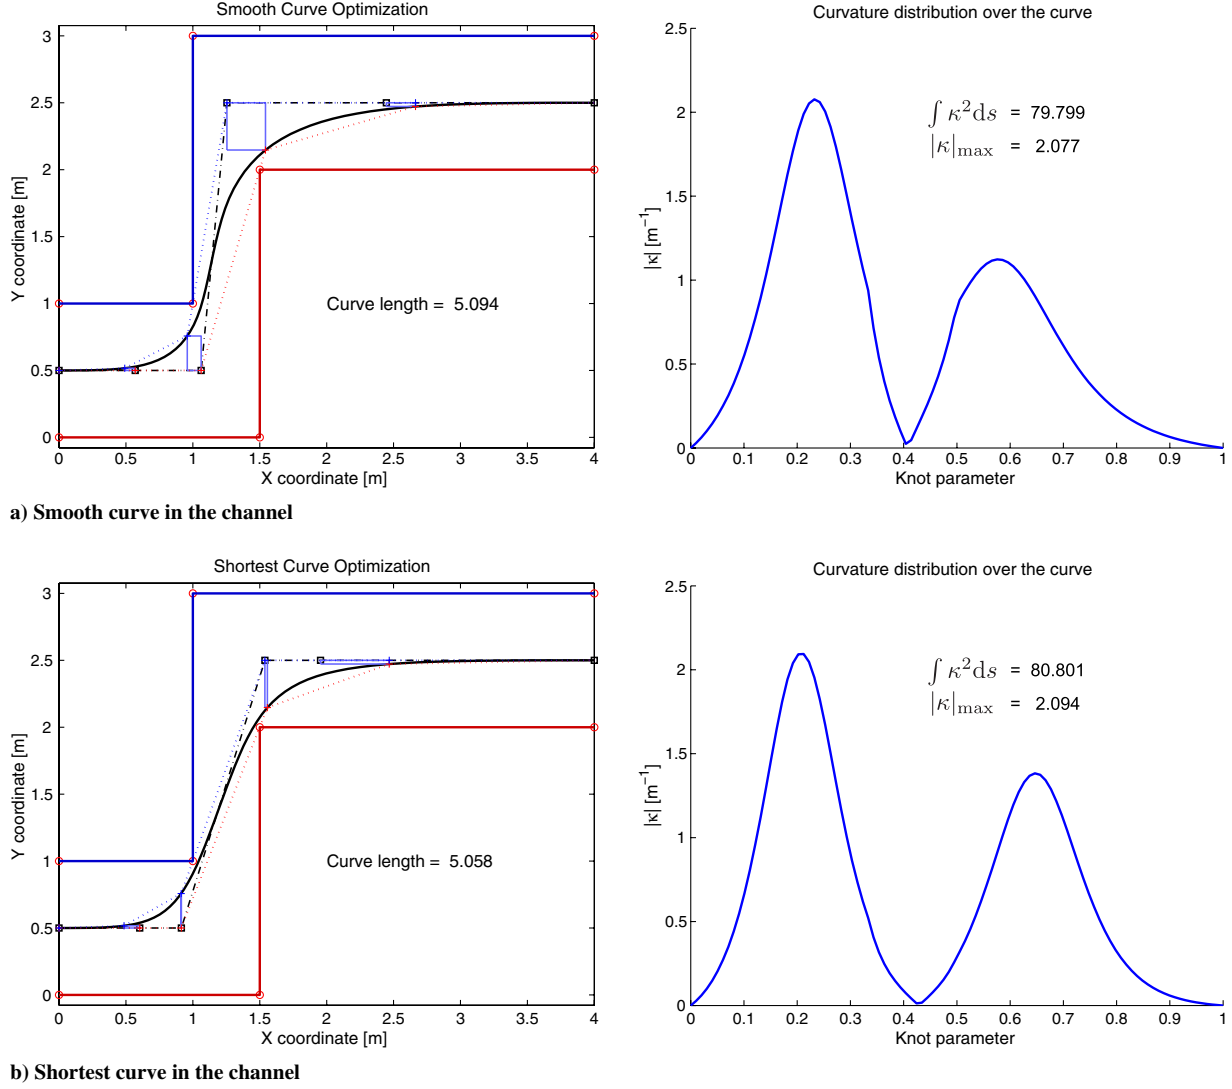 Smooth Curve Optimization
3
2.5
2
1.5
1
0.5
0
Y coordinate [m]
Curve length = 5.094
0 0.5 1 1.5 2 2.5 3 3.5 4
X coordinate [m]
Curvature distribution over the curve
2.5
2
1.5
1
0.5
0
|κ| [m⁻¹]
∫ κ²ds = 79.799
|κ|max = 2.077
0 0.1 0.2 0.3 0.4 0.5 0.6 0.7 0.8 0.9 1
Knot parameter
a) Smooth curve in the channel
Shortest Curve Optimization
3
2.5
2
1.5
1
0.5
0
Y coordinate [m]
Curve length = 5.058
0 0.5 1 1.5 2 2.5 3 3.5 4
X coordinate [m]
Curvature distribution over the curve
2.5
2
1.5
1
0.5
0
|κ| [m⁻¹]
∫ κ²ds = 80.801
|κ|max = 2.094
0 0.1 0.2 0.3 0.4 0.5 0.6 0.7 0.8 0.9 1
Knot parameter
b) Shortest curve in the channel